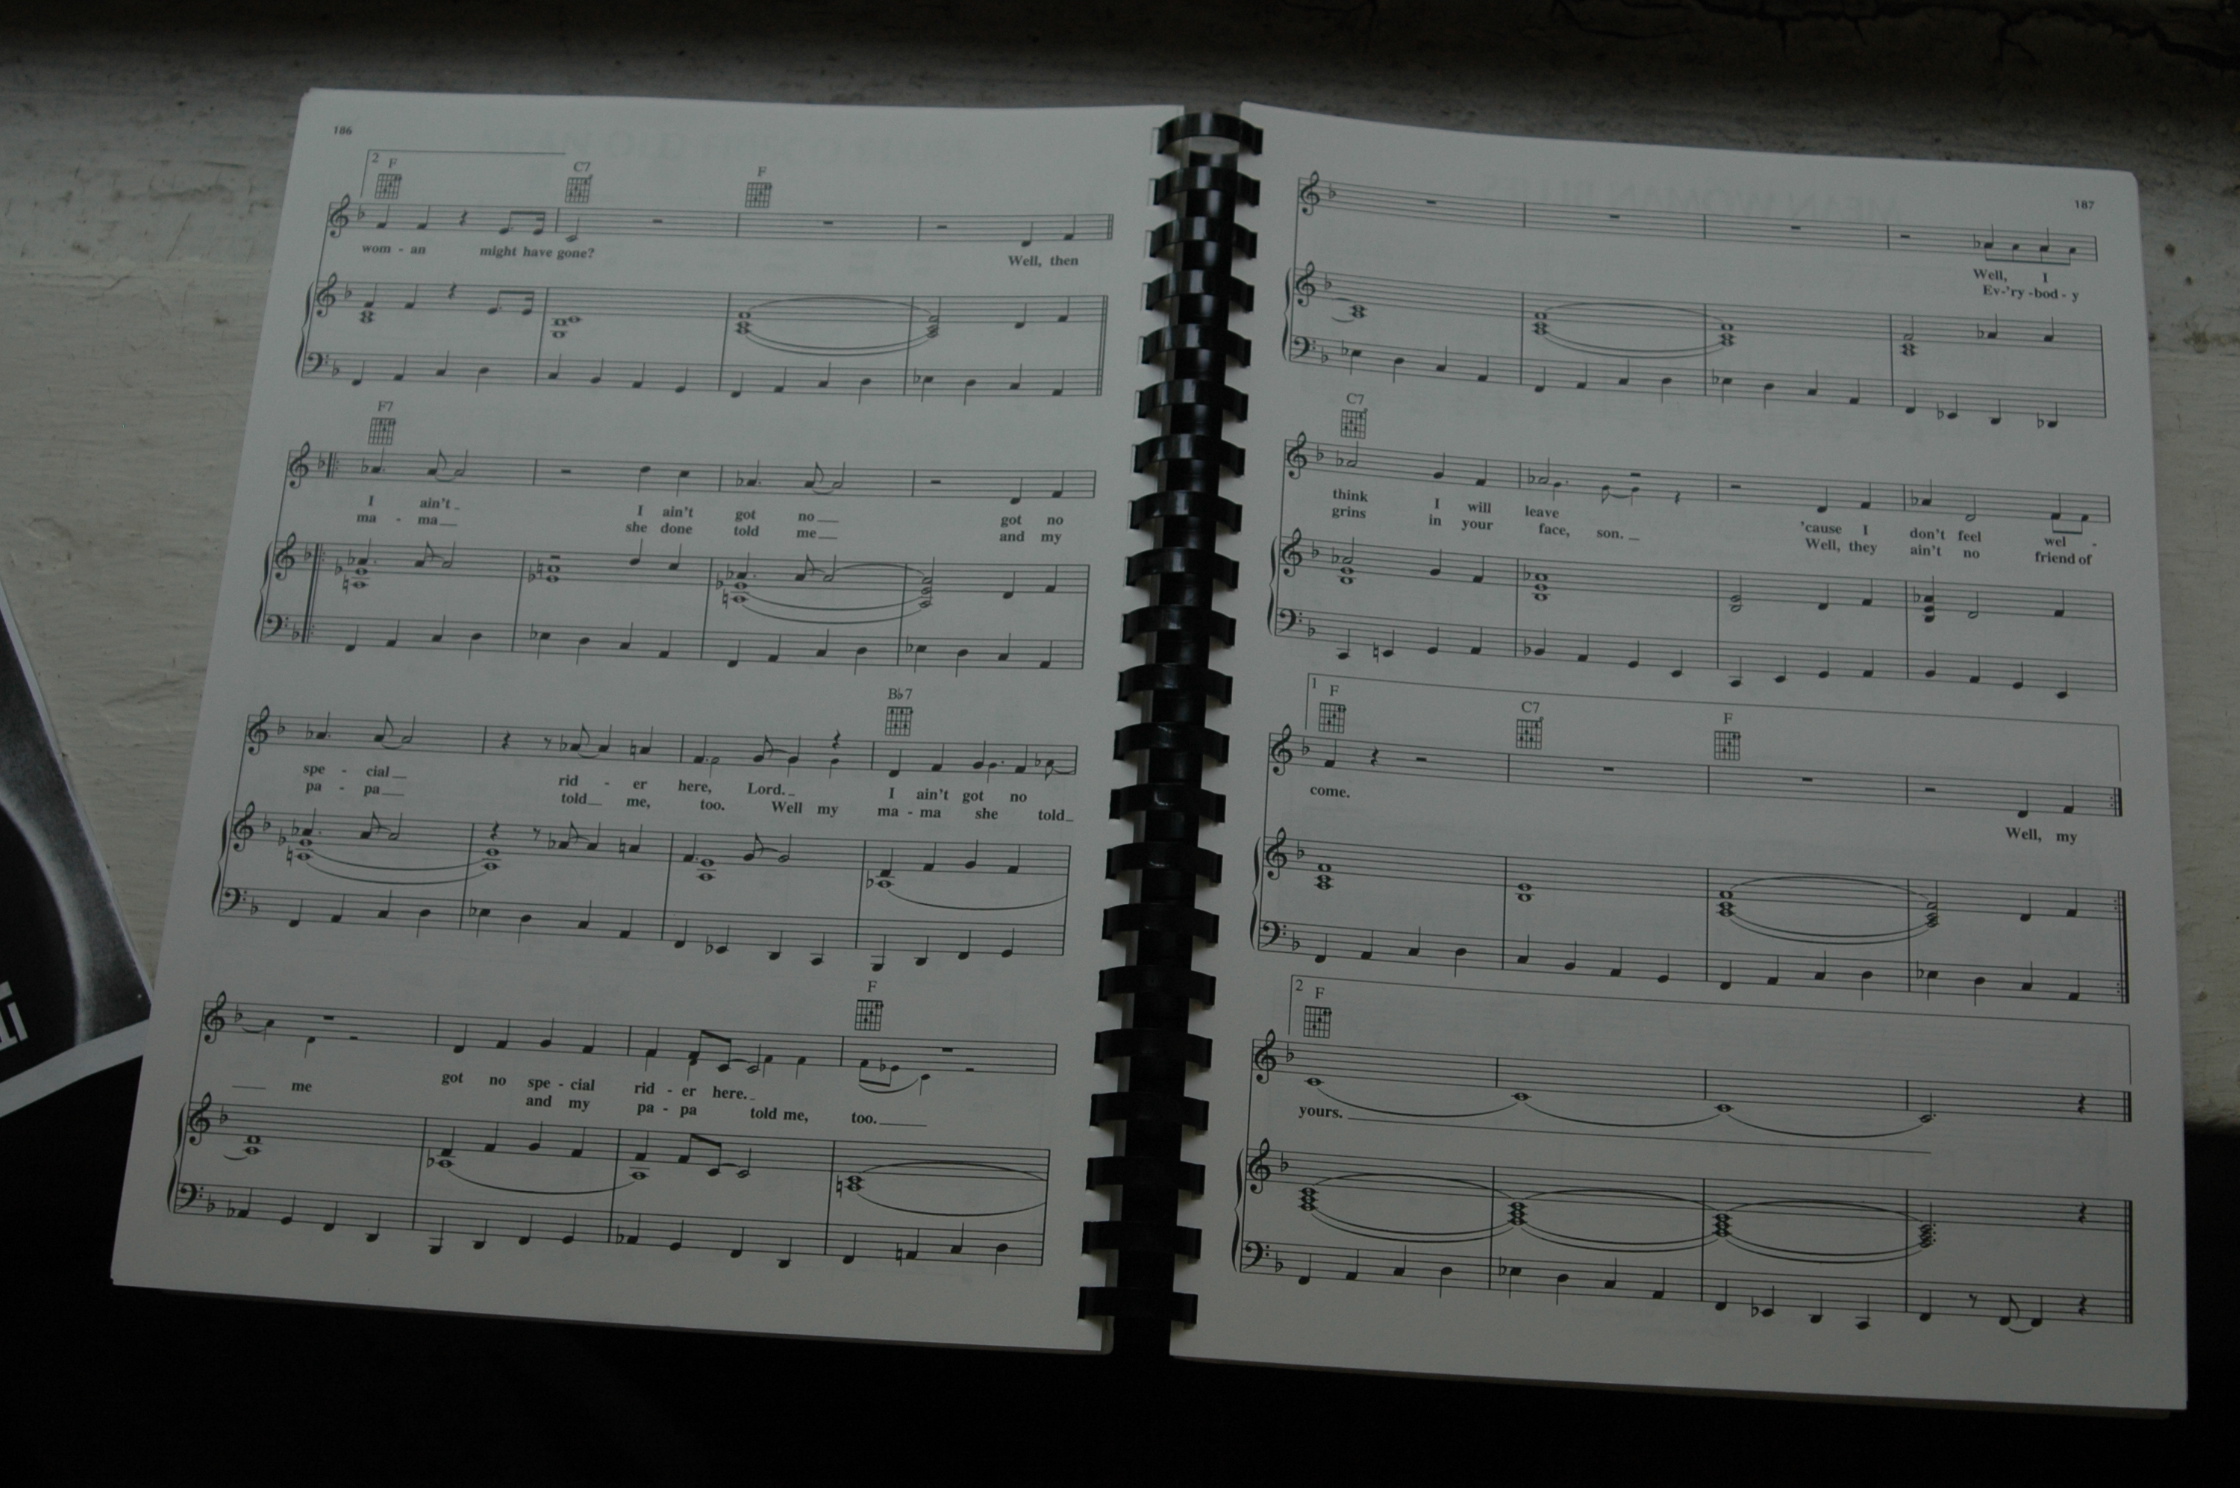 186
2 F C7 F
wom - an might have gone? Well, then
F7
I ain't I ain't got no got no
ma - ma she done told me and my
B♭7
spe - cial rid - er here, Lord. I ain't got no
pa - pa told me, too. Well my ma - ma she told
F
me got no spe - cial rid - er here.
and my pa - pa told me, too.
187
Well, I
Ev-'ry -bod - y
C7
think I will leave 'cause I don't feel wel -
grins in your face, son. Well, they ain't no friend of
1 F C7 F
come. Well, my
2 F
yours.